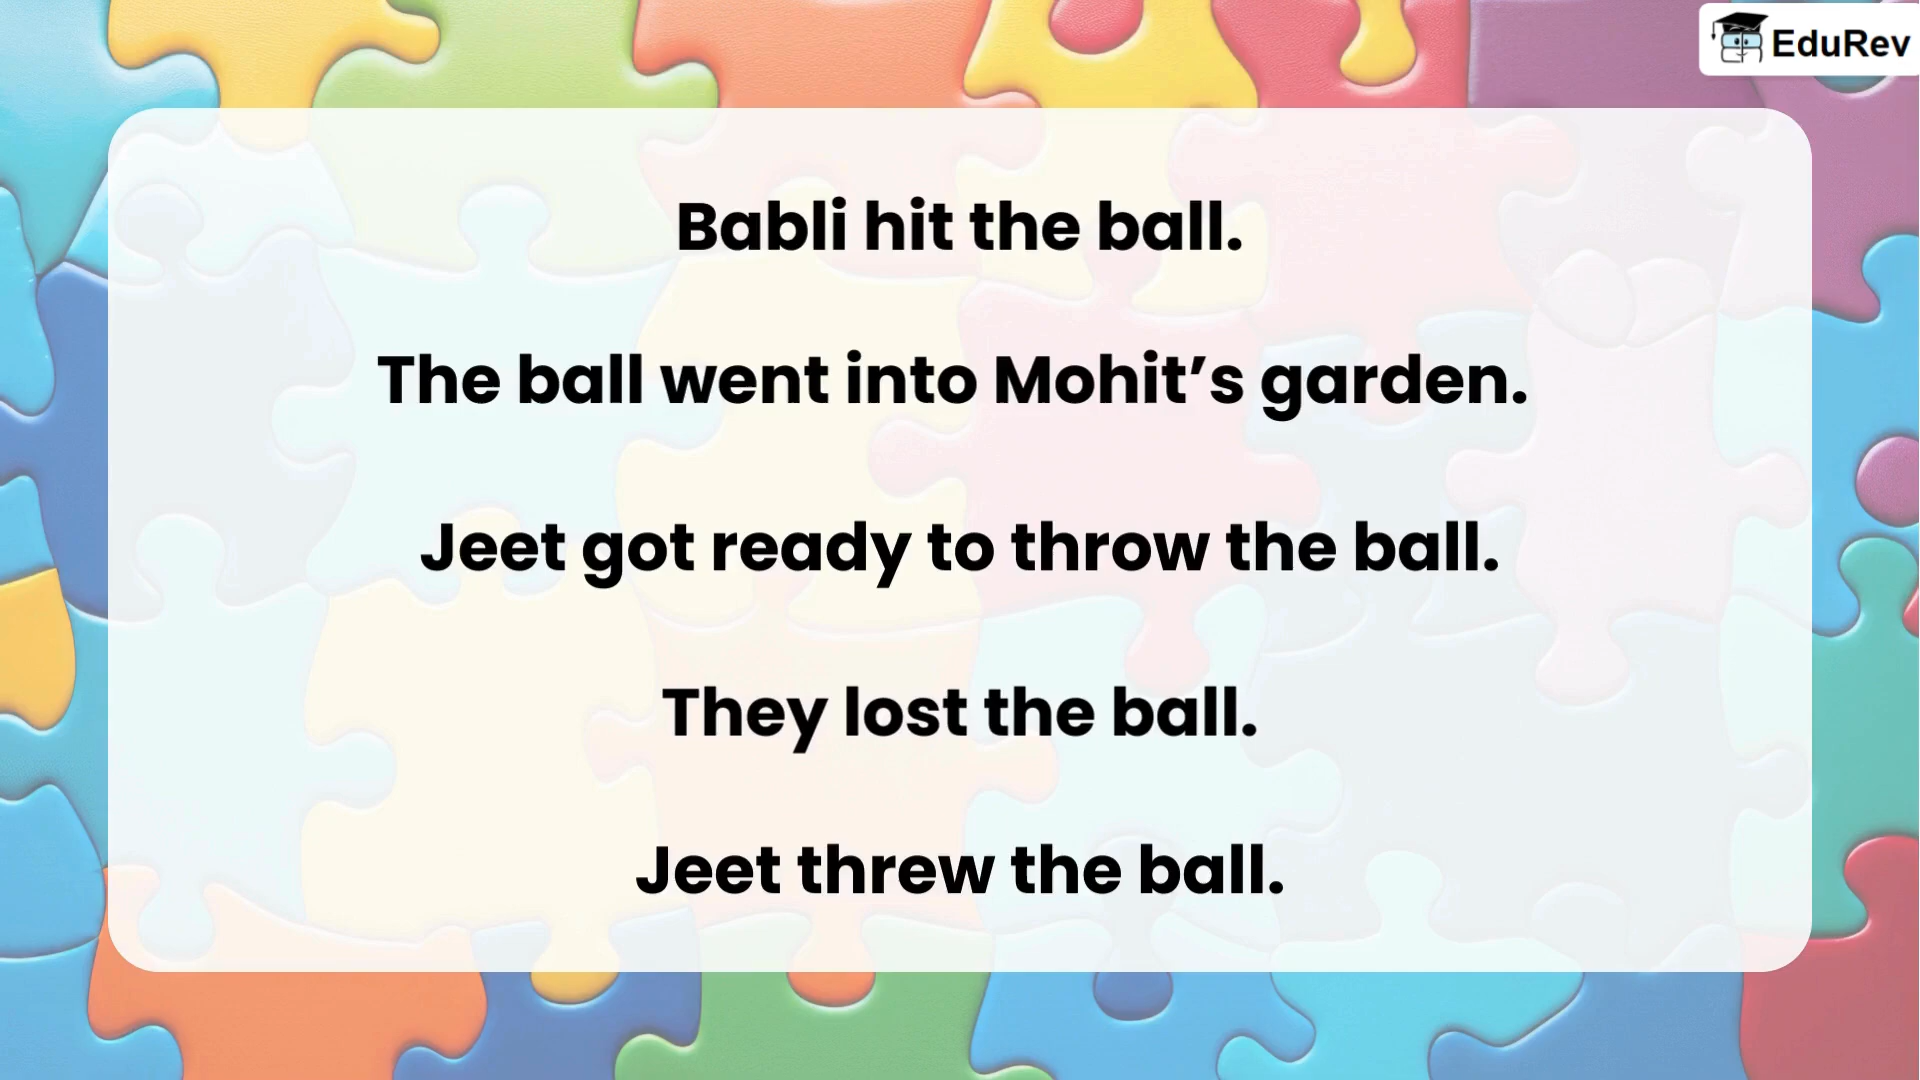 EduRev
Babli hit the ball.
The ball went into Mohit’s garden.
Jeet got ready to throw the ball.
They lost the ball.
Jeet threw the ball.